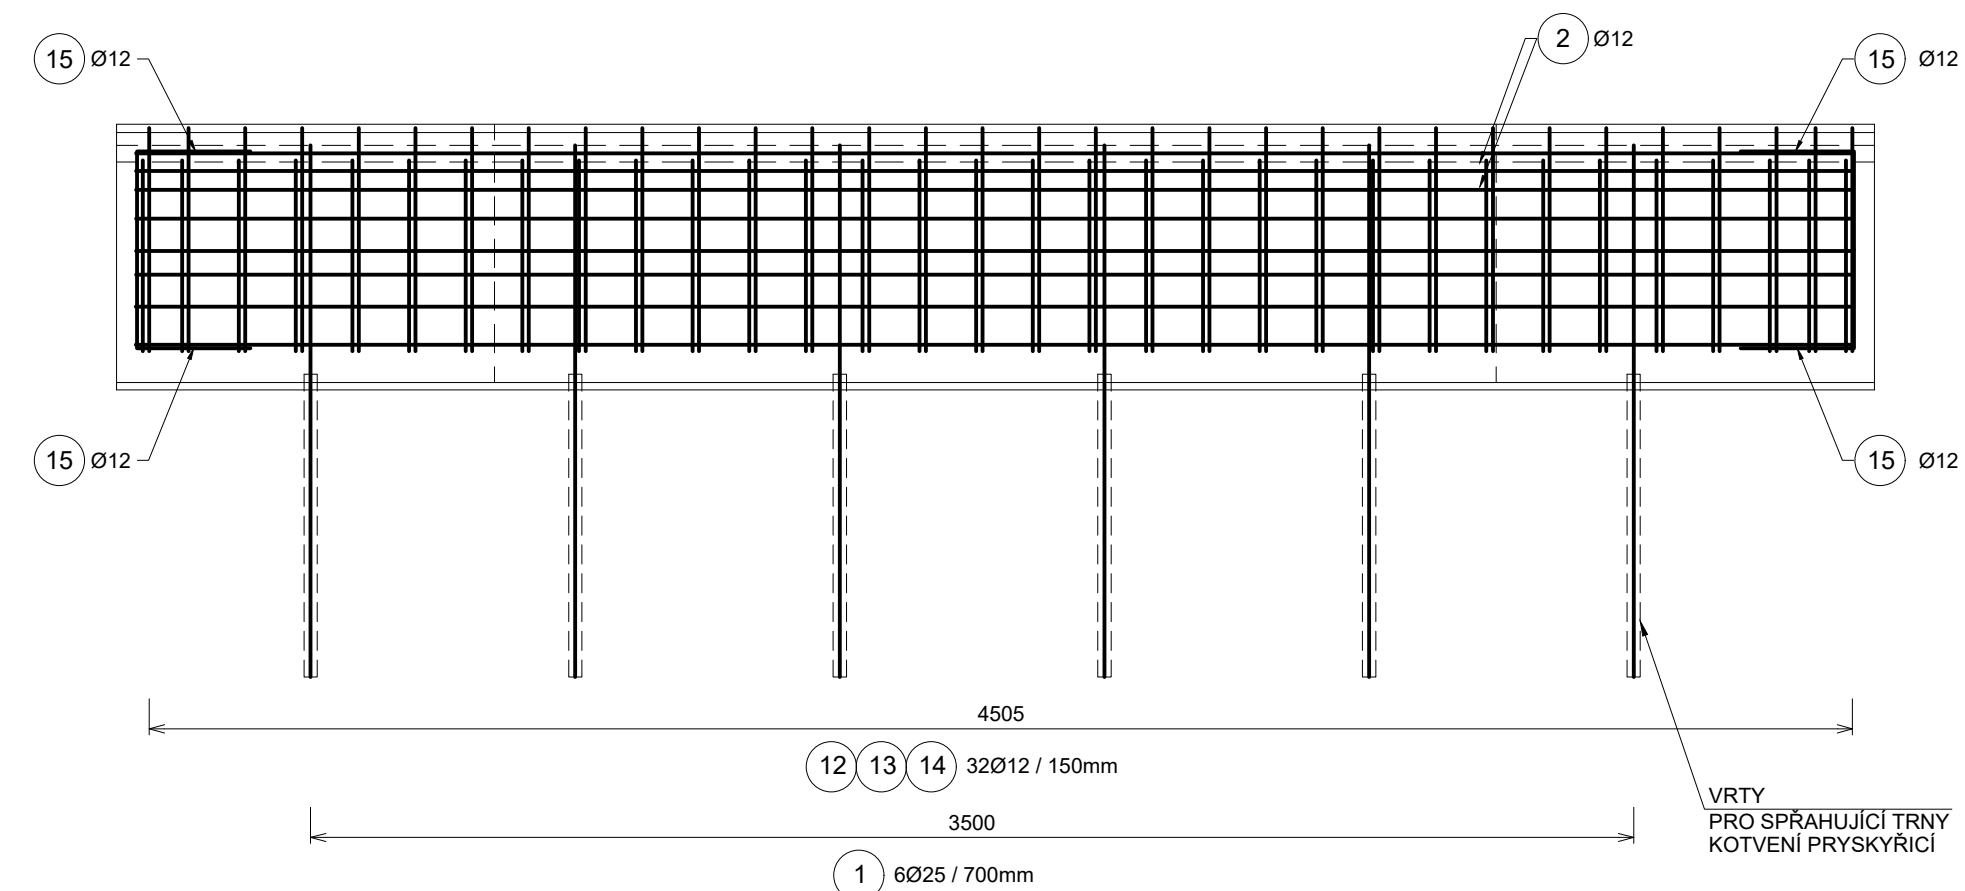 2 Ø12
15 Ø12
15 Ø12
15 Ø12
15 Ø12
4505
12 13 14 32Ø12 / 150mm
VRTY
PRO SPŘAHUJÍCÍ TRNY
KOTVENÍ PRYSKYŘICÍ
3500
1 6Ø25 / 700mm